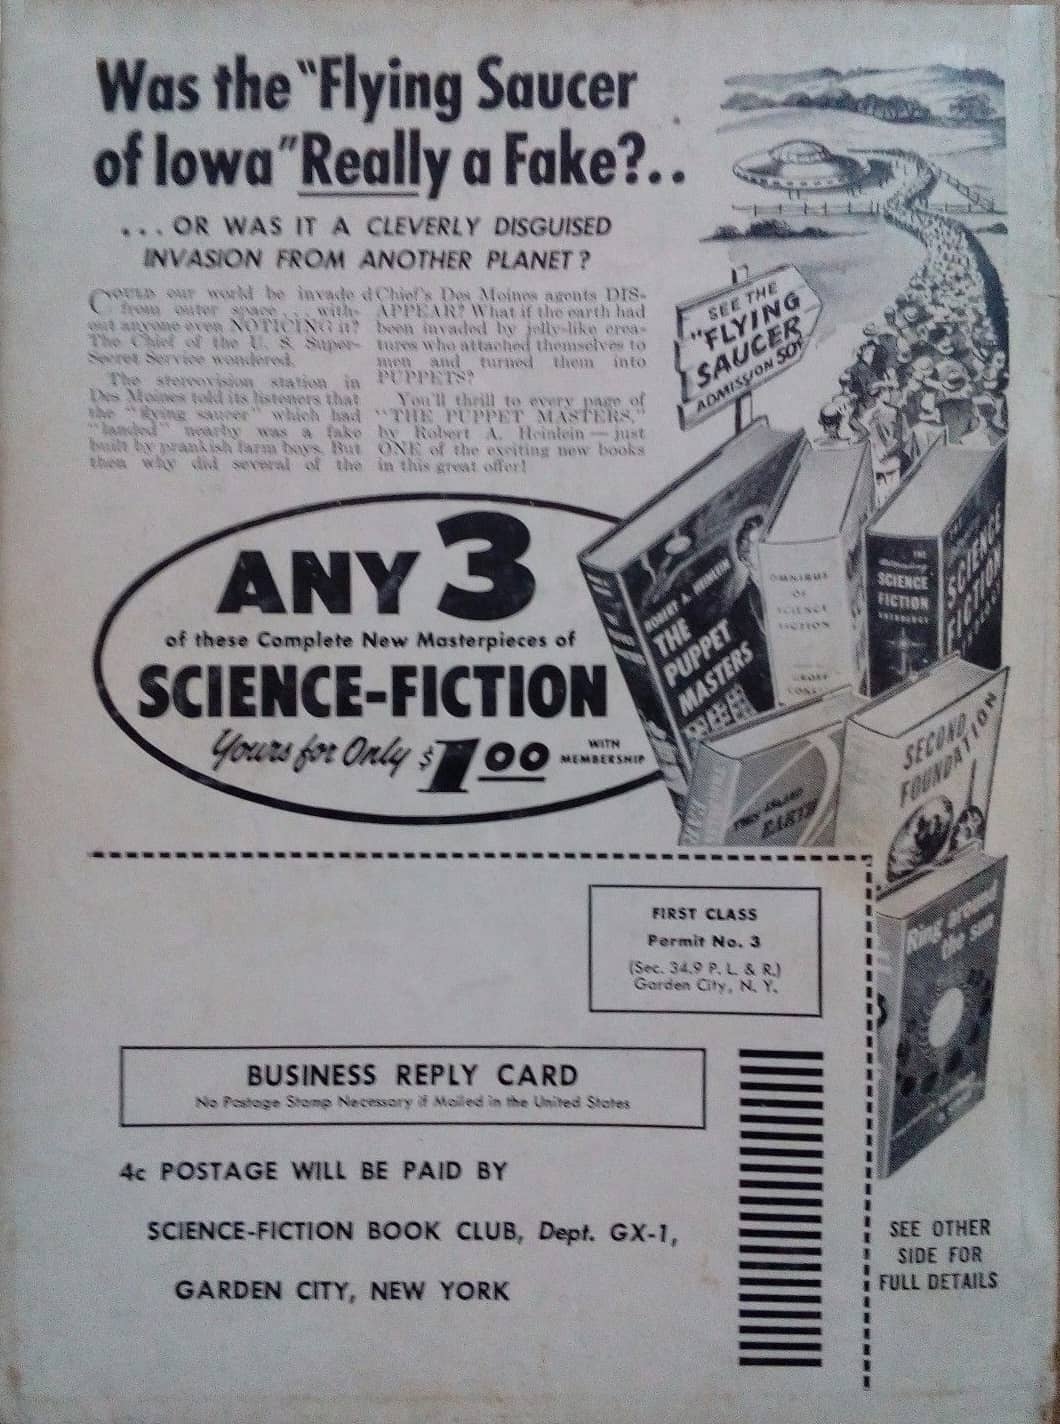 Was the "Flying Saucer
of Iowa" Really a Fake?..
...OR WAS IT A CLEVERLY DISGUISED
INVASION FROM ANOTHER PLANET?
COULD our world be invaded
from outer space . . . with-
out anyone even NOTICING it?
The Chief of the U. S. Super-
Secret Service wondered.
The stereovision station in
Des Moines told its listeners that
the "flying saucer" which had
"landed" nearby was a fake
built by prankish farm boys. But
then why did several of the
Chief's Des Moines agents DIS-
APPEAR? What if the earth had
been invaded by jelly-like crea-
tures who attached themselves to
men and turned them into
PUPPETS?
You'll thrill to every page of
"THE PUPPET MASTERS,"
by Robert A. Heinlein — just
ONE of the exciting new books
in this great offer!
SEE THE
"FLYING
SAUCER"
ADMISSION 50¢
ANY 3
of these Complete New Masterpieces of
SCIENCE-FICTION
Yours for Only $1.00 WITH
MEMBERSHIP
ROBERT A. HEINLEIN
THE
PUPPET
MASTERS
OMNIBUS
OF
SCIENCE
FICTION
GROFF
CONKLIN
THE
SCIENCE
FICTION
ANTHOLOGY
SCIENCE
FICTION
THIS ISLAND
EARTH
SECOND
FOUNDATION
Ring around
the sun
FIRST CLASS
Permit No. 3
(Sec. 34.9 P. L. & R.)
Garden City, N. Y.
BUSINESS REPLY CARD
No Postage Stamp Necessary if Mailed in the United States
4c POSTAGE WILL BE PAID BY
SCIENCE-FICTION BOOK CLUB, Dept. GX-1,
GARDEN CITY, NEW YORK
SEE OTHER
SIDE FOR
FULL DETAILS